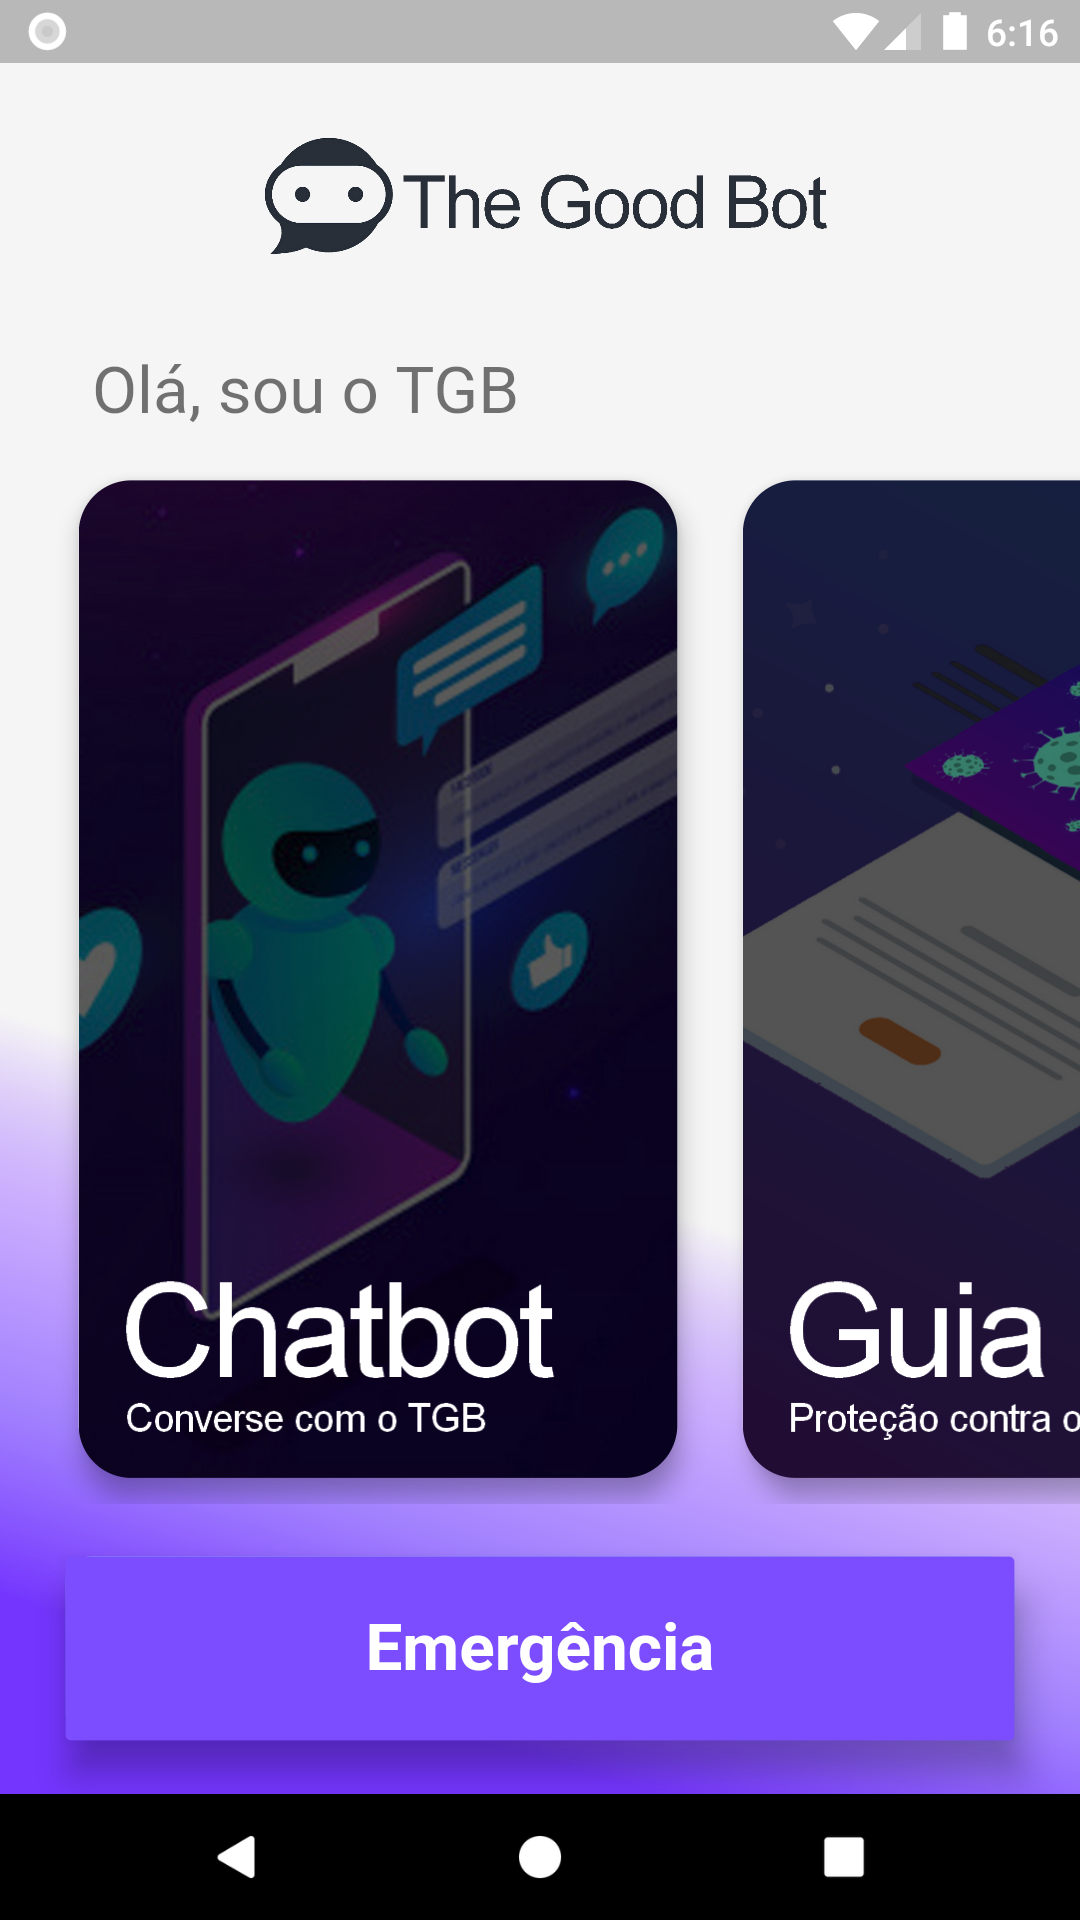 6:16
The Good Bot
Olá, sou o TGB
Chatbot
Converse com o TGB
Guia
Proteção contra o
Emergência